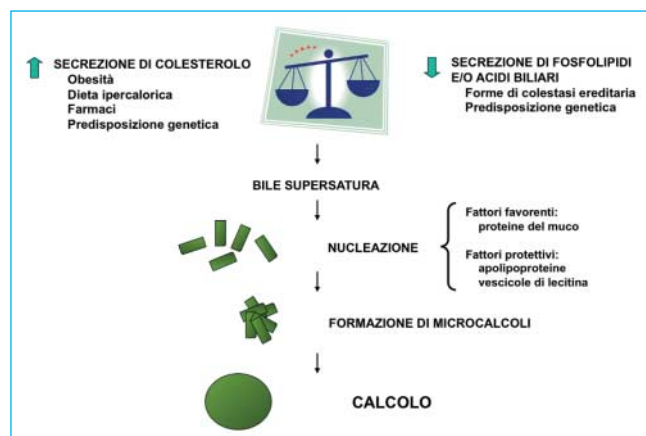 SECREZIONE DI COLESTEROLO
Obesità
Dieta ipercalorica
Farmaci
Predisposizione genetica
SECREZIONE DI FOSFOLIPIDI
E/O ACIDI BILIARI
Forme di colestasi ereditaria
Predisposizione genetica
BILE SUPERSATURA
NUCLEAZIONE
Fattori favorenti:
proteine del muco
Fattori protettivi:
apolipoproteine
vescicole di lecitina
FORMAZIONE DI MICROCALCOLI
CALCOLO